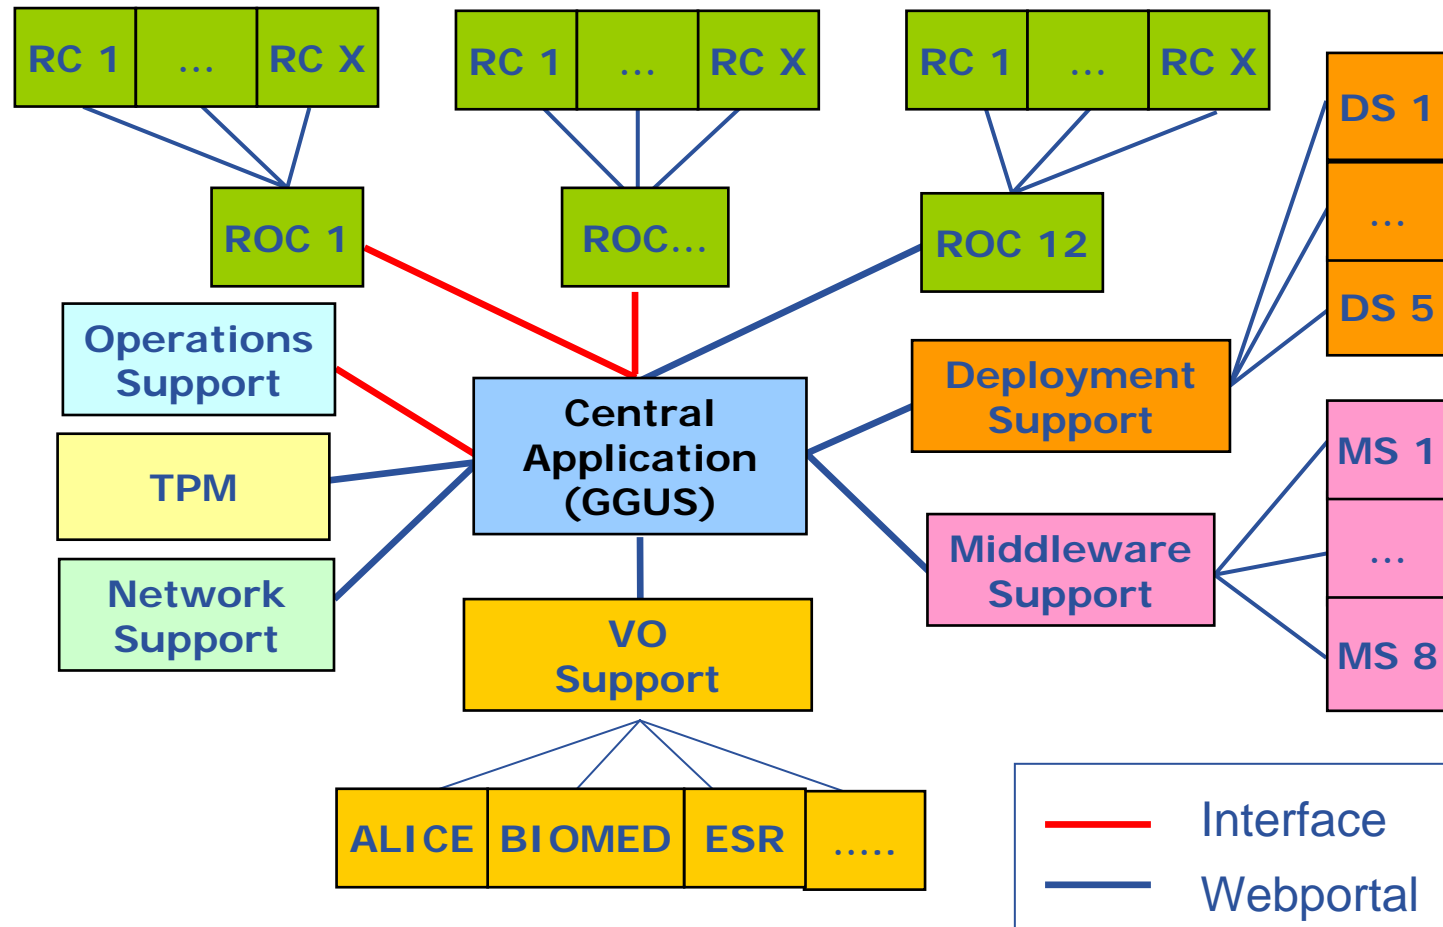 RC 1 ... RC X
RC 1 ... RC X
RC 1 ... RC X
DS 1
...
DS 5
ROC 1
ROC...
ROC 12
Operations
Support
TPM
Network
Support
Central
Application
(GGUS)
Deployment
Support
Middleware
Support
MS 1
...
MS 8
VO
Support
ALICE BIOMED ESR .....
Interface
Webportal